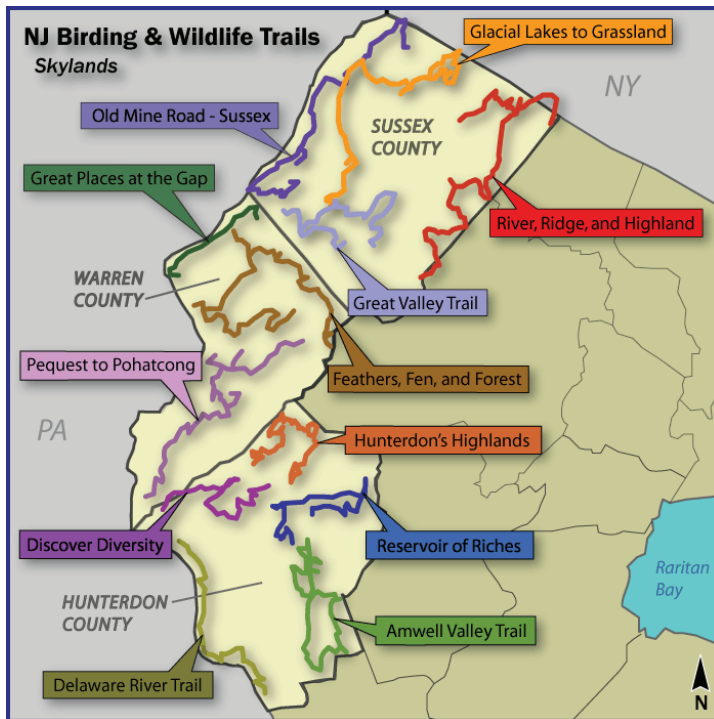 NJ Birding & Wildlife Trails
Skylands
Glacial Lakes to Grassland
NY
Old Mine Road - Sussex
SUSSEX
COUNTY
Great Places at the Gap
River, Ridge, and Highland
WARREN
COUNTY
Great Valley Trail
Pequest to Pohatcong
Feathers, Fen, and Forest
PA
Hunterdon's Highlands
Discover Diversity
Reservoir of Riches
Raritan
Bay
HUNTERDON
COUNTY
Amwell Valley Trail
Delaware River Trail
N